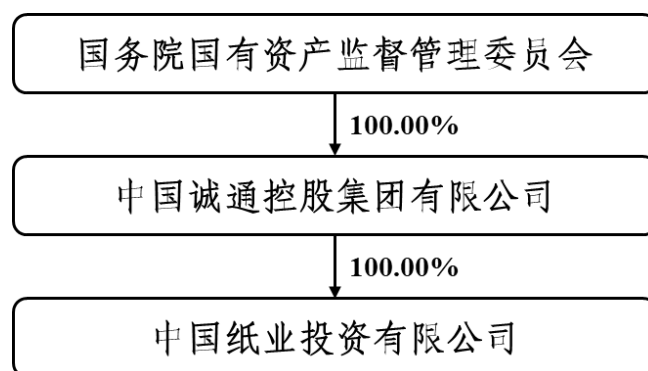 国务院国有资产监督管理委员会
100.00%
中国诚通控股集团有限公司
100.00%
中国纸业投资有限公司